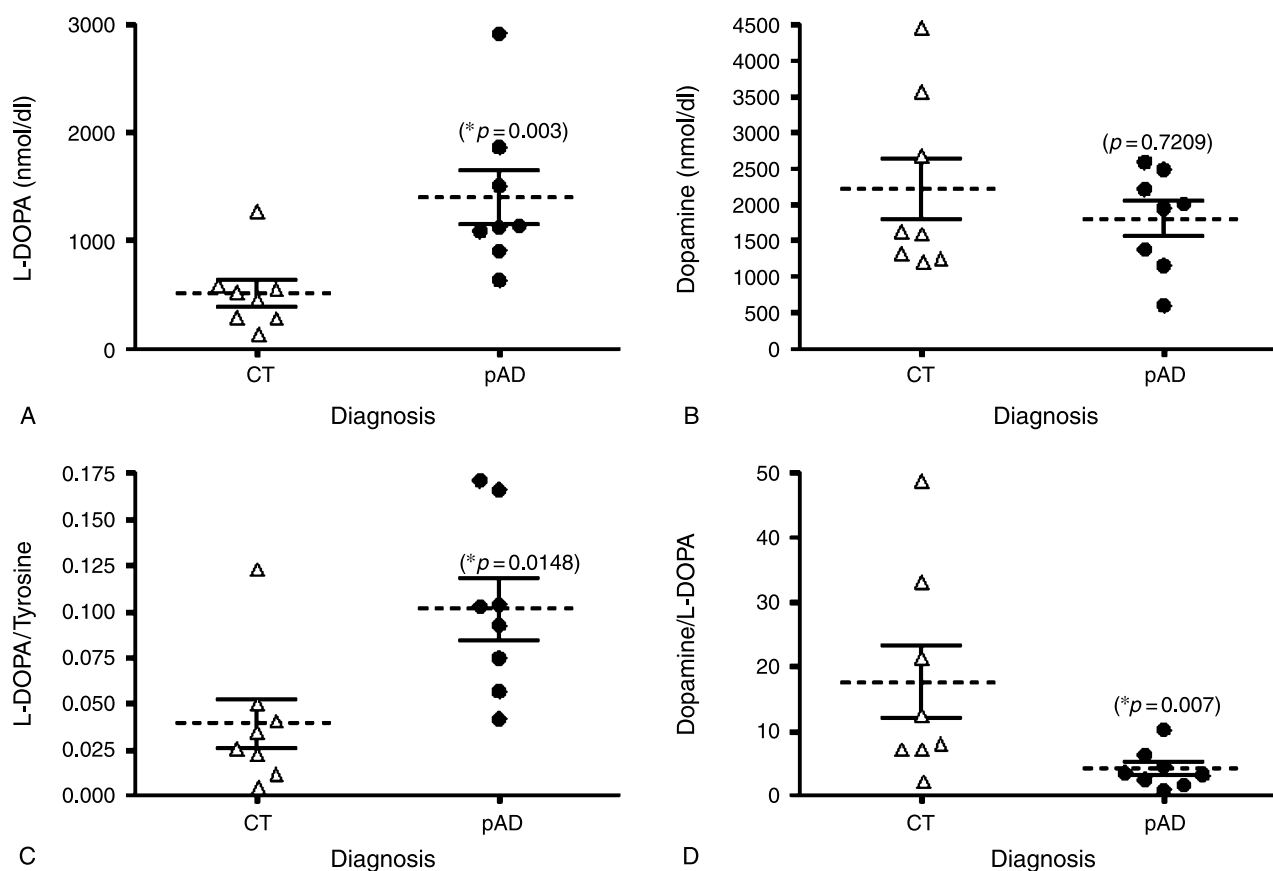 3000
2000
1000
0
L-DOPA (nmol/dl)
(*p=0.003)
CT pAD
A Diagnosis
4500
4000
3500
3000
2500
2000
1500
1000
500
0
Dopamine (nmol/dl)
(p=0.7209)
CT pAD
B Diagnosis
0.175
0.150
0.125
0.100
0.075
0.050
0.025
0.000
L-DOPA/Tyrosine
(*p=0.0148)
CT pAD
C Diagnosis
50
40
30
20
10
0
Dopamine/L-DOPA
(*p=0.007)
CT pAD
D Diagnosis